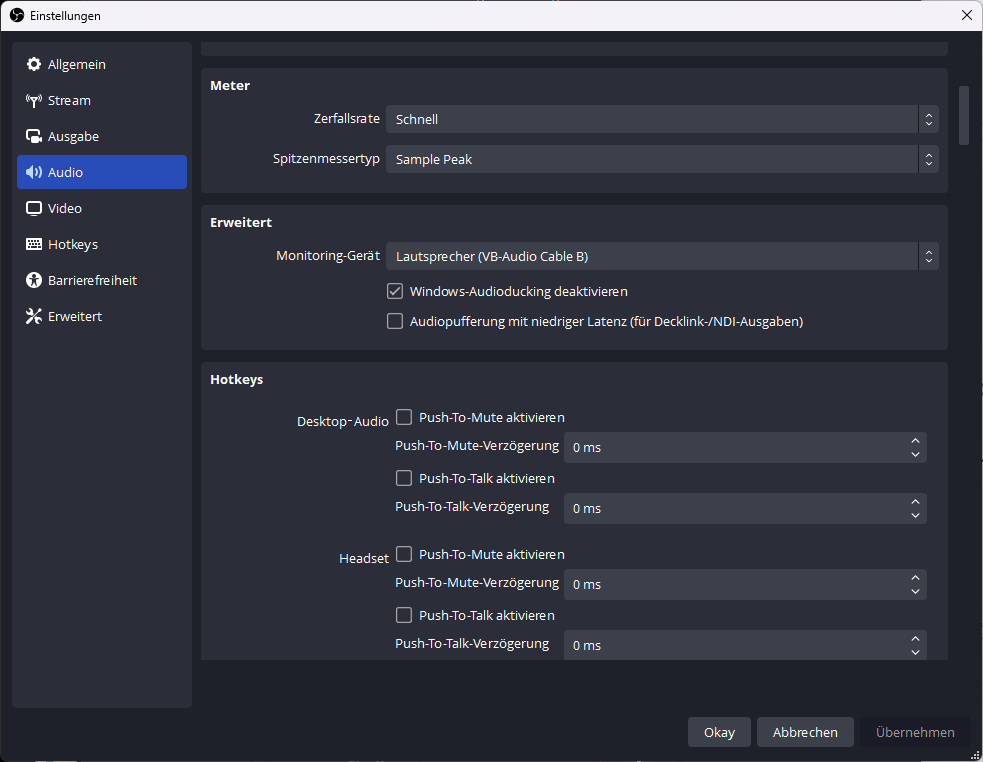 Einstellungen
Allgemein
Stream
Ausgabe
Audio
Video
Hotkeys
Barrierefreiheit
Erweitert
Meter
Zerfallsrate Schnell
Spitzenmessertyp Sample Peak
Erweitert
Monitoring-Gerät Lautsprecher (VB-Audio Cable B)
Windows-Audioducking deaktivieren
Audiopufferung mit niedriger Latenz (für Decklink-/NDI-Ausgaben)
Hotkeys
Desktop-Audio Push-To-Mute aktivieren
Push-To-Mute-Verzögerung 0 ms
Push-To-Talk aktivieren
Push-To-Talk-Verzögerung 0 ms
Headset Push-To-Mute aktivieren
Push-To-Mute-Verzögerung 0 ms
Push-To-Talk aktivieren
Push-To-Talk-Verzögerung 0 ms
Okay Abbrechen Übernehmen